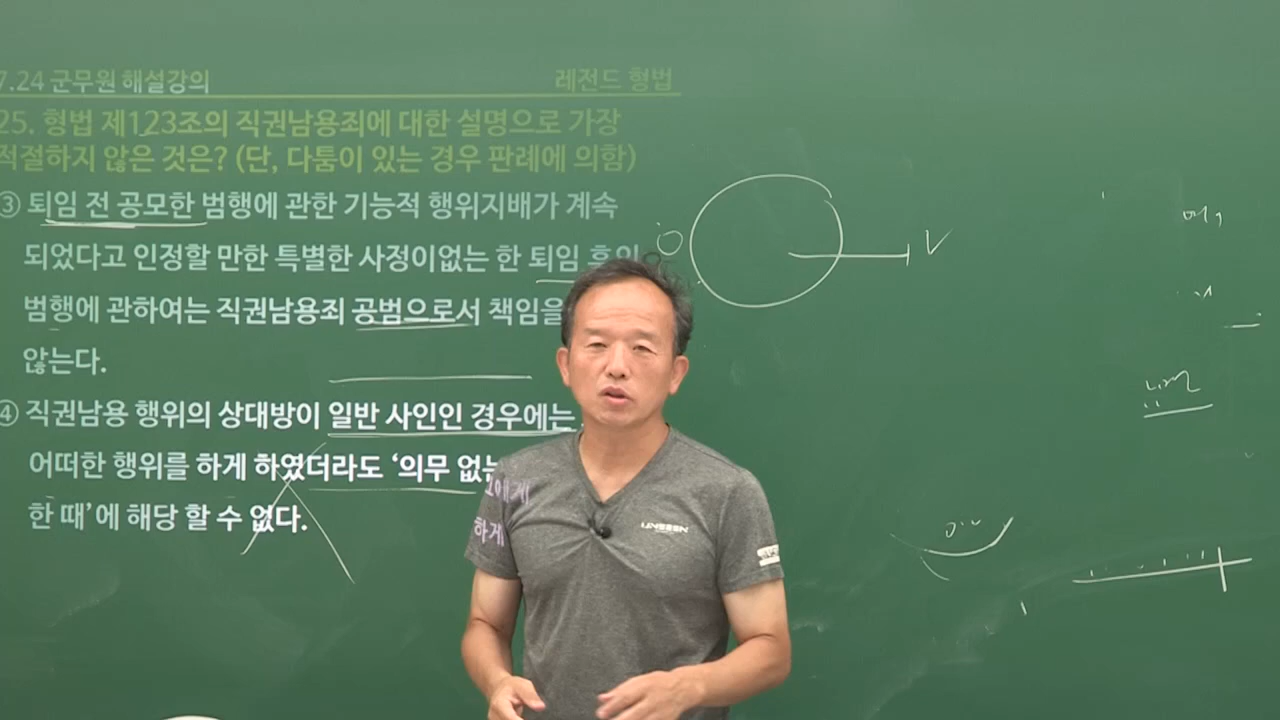 7.24 군무원 해설강의
레전드 형법
25. 형법 제123조의 직권남용죄에 대한 설명으로 가장
적절하지 않은 것은? (단, 다툼이 있는 경우 판례에 의함)
③ 퇴임 전 공모한 범행에 관한 기능적 행위지배가 계속
되었다고 인정할 만한 특별한 사정이없는 한 퇴임 후의
범행에 관하여는 직권남용죄 공범으로서 책임을
않는다.
④ 직권남용 행위의 상대방이 일반 사인인 경우에는
어떠한 행위를 하게 하였더라도 ‘의무 없는
한 때’에 해당 할 수 없다.
V